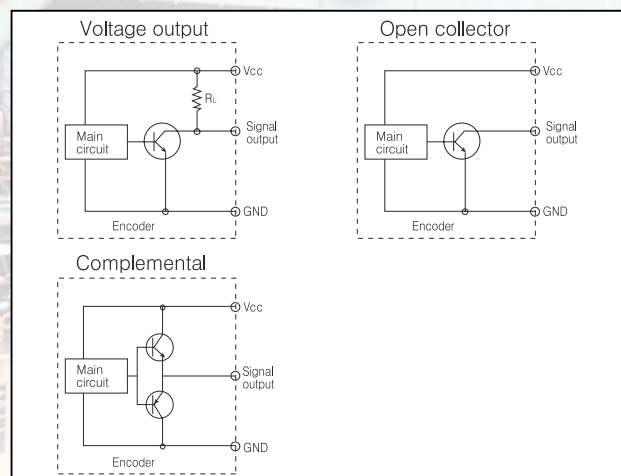 Voltage output
Vcc
RL
Main
circuit
Signal
output
GND
Encoder
Open collector
Vcc
Main
circuit
Signal
output
GND
Encoder
Complemental
Vcc
Main
circuit
Signal
output
GND
Encoder